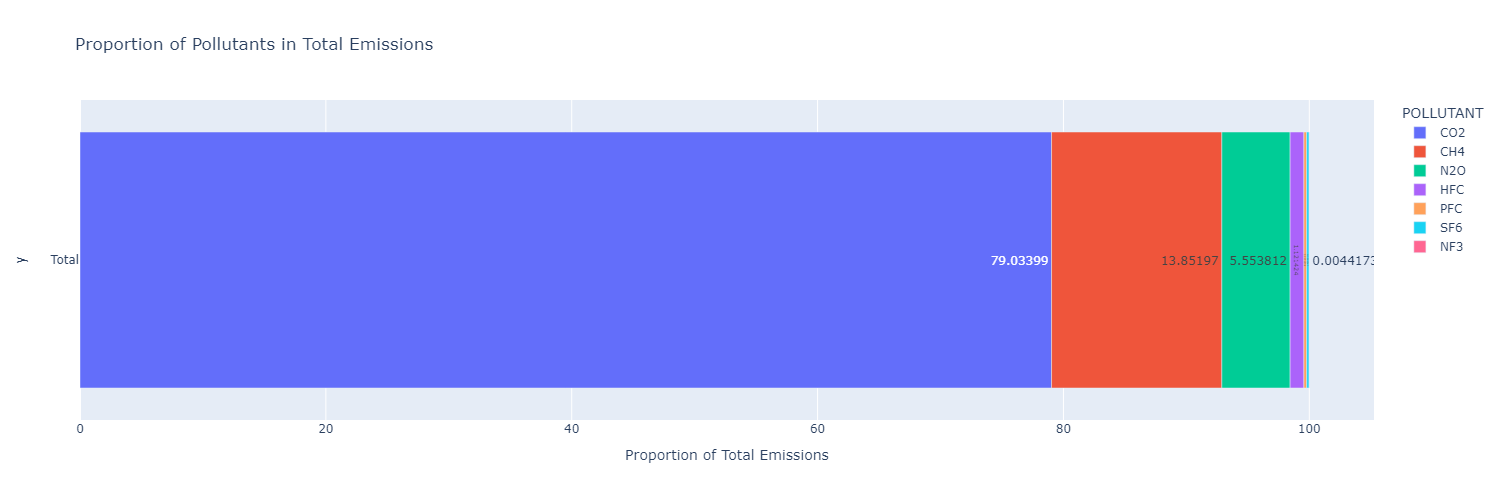 Proportion of Pollutants in Total Emissions
POLLUTANT
CO2
CH4
N2O
HFC
PFC
SF6
NF3
y
Total
79.03399
13.85197
5.553812
0.0044173
0
20
40
60
80
100
Proportion of Total Emissions